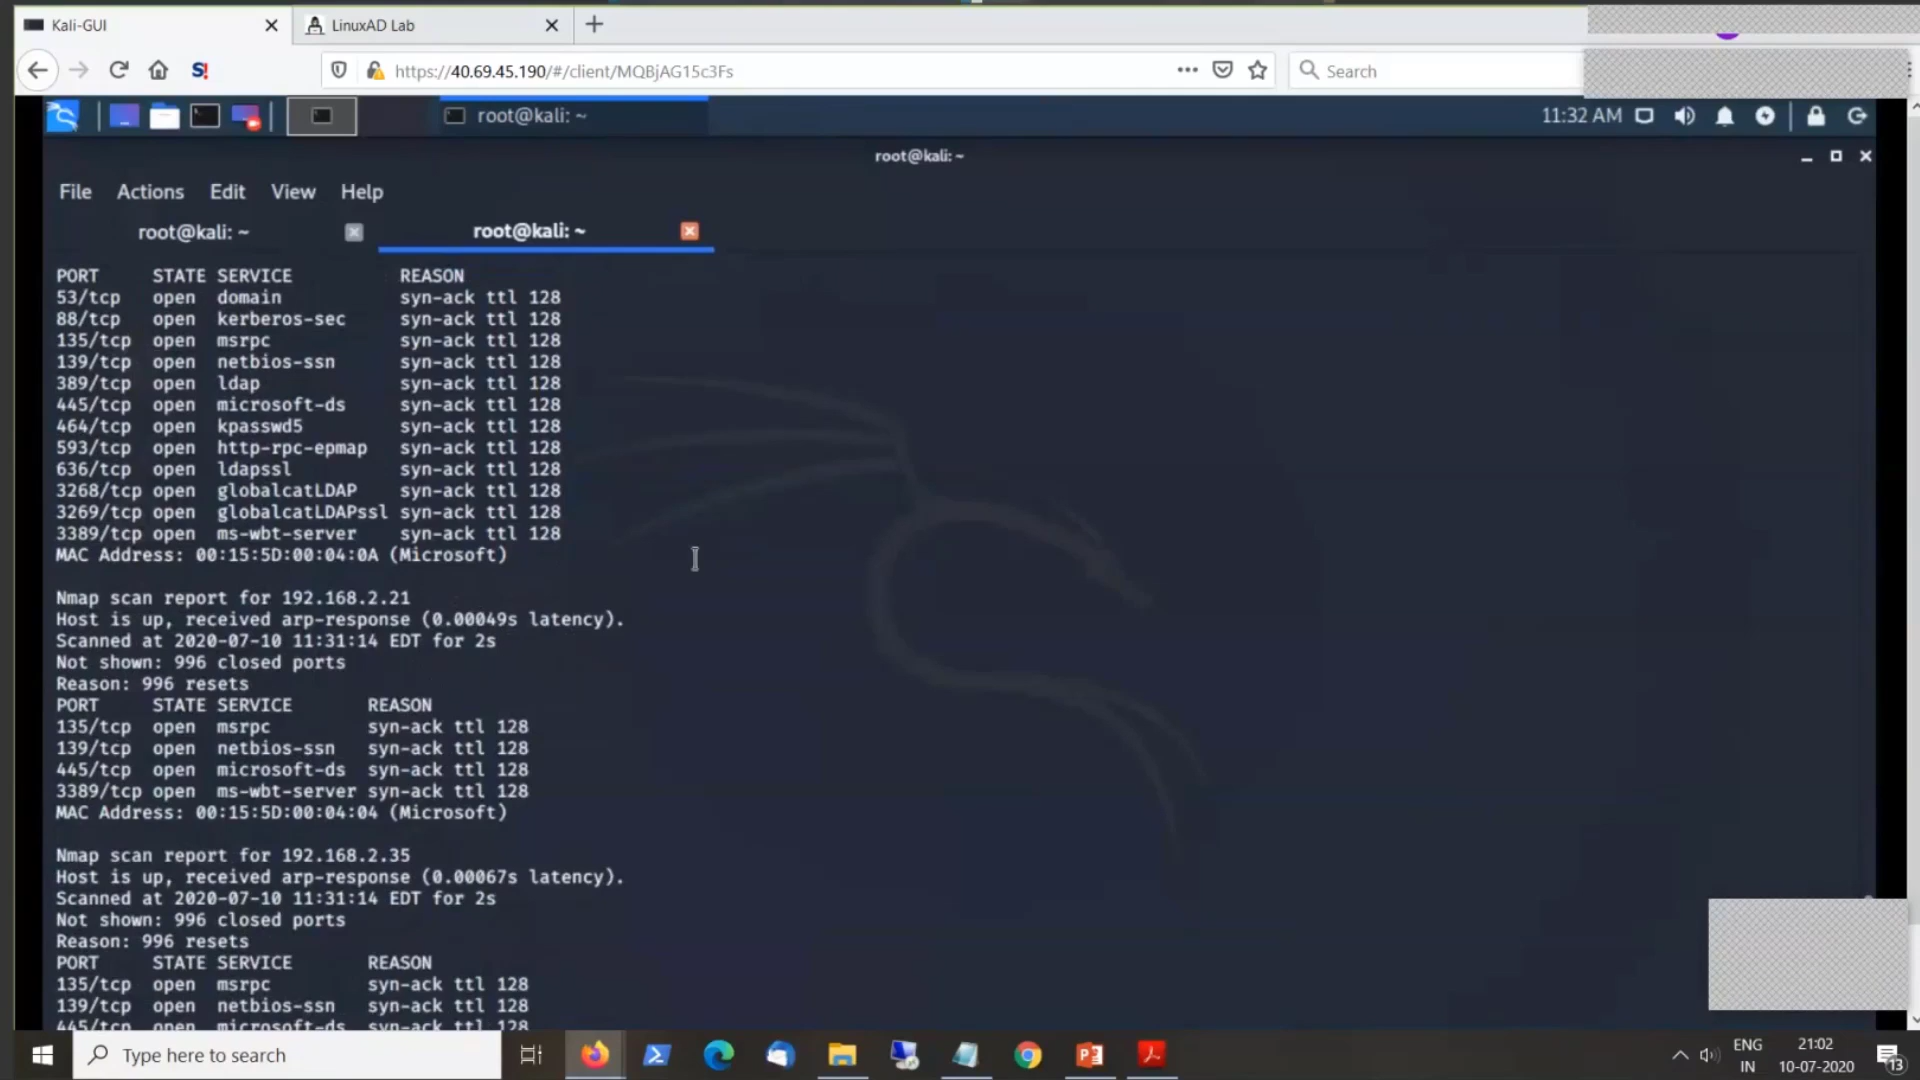 Kali-GUI
LinuxAD Lab
S!
https://40.69.45.190/#/client/MQBjAG15c3Fs
Search
root@kali: ~
11:32 AM
root@kali: ~
File Actions Edit View Help
root@kali: ~
root@kali: ~
PORT STATE SERVICE REASON
53/tcp open domain syn-ack ttl 128
88/tcp open kerberos-sec syn-ack ttl 128
135/tcp open msrpc syn-ack ttl 128
139/tcp open netbios-ssn syn-ack ttl 128
389/tcp open ldap syn-ack ttl 128
445/tcp open microsoft-ds syn-ack ttl 128
464/tcp open kpasswd5 syn-ack ttl 128
593/tcp open http-rpc-epmap syn-ack ttl 128
636/tcp open ldapssl syn-ack ttl 128
3268/tcp open globalcatLDAP syn-ack ttl 128
3269/tcp open globalcatLDAPssl syn-ack ttl 128
3389/tcp open ms-wbt-server syn-ack ttl 128
MAC Address: 00:15:5D:00:04:0A (Microsoft)
Nmap scan report for 192.168.2.21
Host is up, received arp-response (0.00049s latency).
Scanned at 2020-07-10 11:31:14 EDT for 2s
Not shown: 996 closed ports
Reason: 996 resets
PORT STATE SERVICE REASON
135/tcp open msrpc syn-ack ttl 128
139/tcp open netbios-ssn syn-ack ttl 128
445/tcp open microsoft-ds syn-ack ttl 128
3389/tcp open ms-wbt-server syn-ack ttl 128
MAC Address: 00:15:5D:00:04:04 (Microsoft)
Nmap scan report for 192.168.2.35
Host is up, received arp-response (0.00067s latency).
Scanned at 2020-07-10 11:31:14 EDT for 2s
Not shown: 996 closed ports
Reason: 996 resets
PORT STATE SERVICE REASON
135/tcp open msrpc syn-ack ttl 128
139/tcp open netbios-ssn syn-ack ttl 128
445/tcp open microsoft-ds syn-ack ttl 128
Type here to search
ENG
IN
21:02
10-07-2020
13